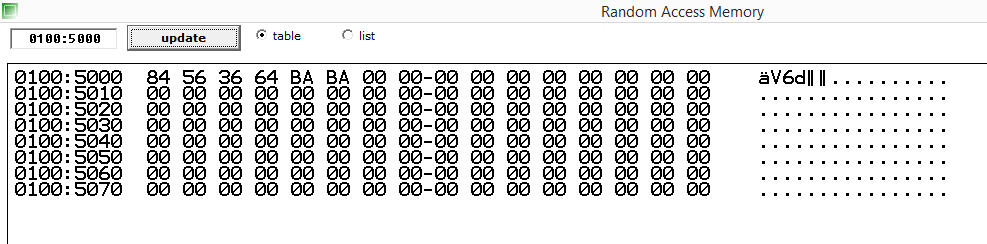 Random Access Memory
0100:5000 update table list
0100:5000 84 56 36 64 BA BA 00 00-00 00 00 00 00 00 00 00 äV6d‖‖..........
0100:5010 00 00 00 00 00 00 00 00-00 00 00 00 00 00 00 00 ................
0100:5020 00 00 00 00 00 00 00 00-00 00 00 00 00 00 00 00 ................
0100:5030 00 00 00 00 00 00 00 00-00 00 00 00 00 00 00 00 ................
0100:5040 00 00 00 00 00 00 00 00-00 00 00 00 00 00 00 00 ................
0100:5050 00 00 00 00 00 00 00 00-00 00 00 00 00 00 00 00 ................
0100:5060 00 00 00 00 00 00 00 00-00 00 00 00 00 00 00 00 ................
0100:5070 00 00 00 00 00 00 00 00-00 00 00 00 00 00 00 00 ................